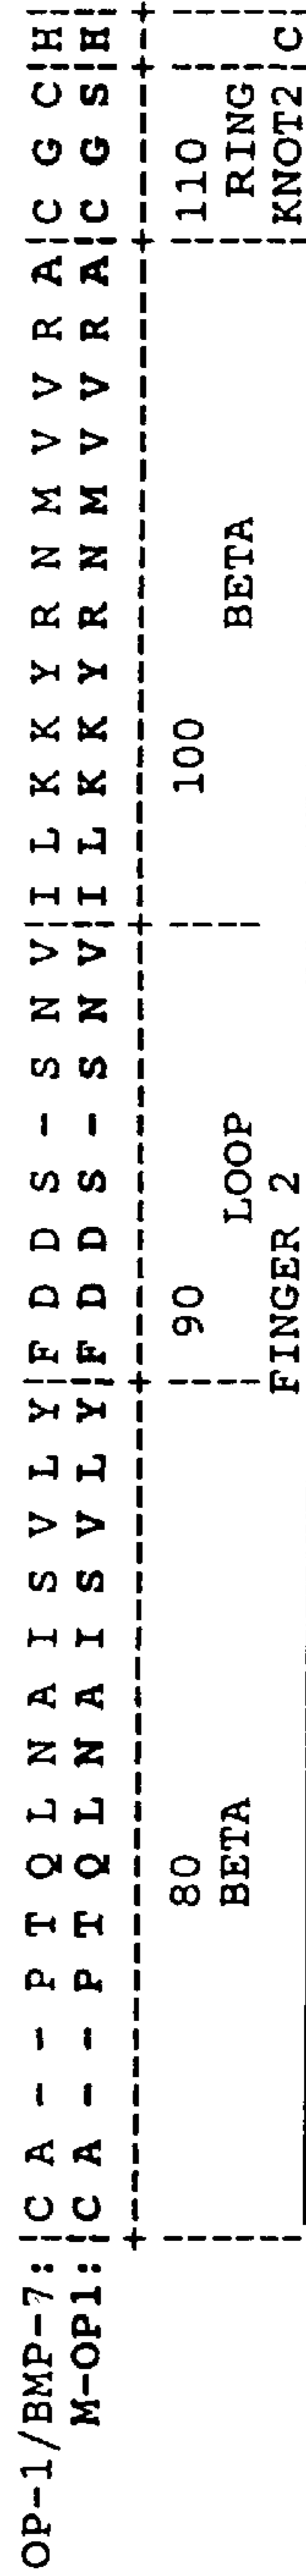 OP-1/BMP-7: ¦C A - - P T Q L N A I S V L Y¦F D D S - S N V¦I L K K Y R N M V V R A¦C G C¦H¦
M-OP1: ¦C A - - P T Q L N A I S V L Y¦F D D S - S N V¦I L K K Y R N M V V R A¦C G S¦H¦
80 90 100 110
BETA LOOP BETA RING
FINGER 2 KNOT2 C